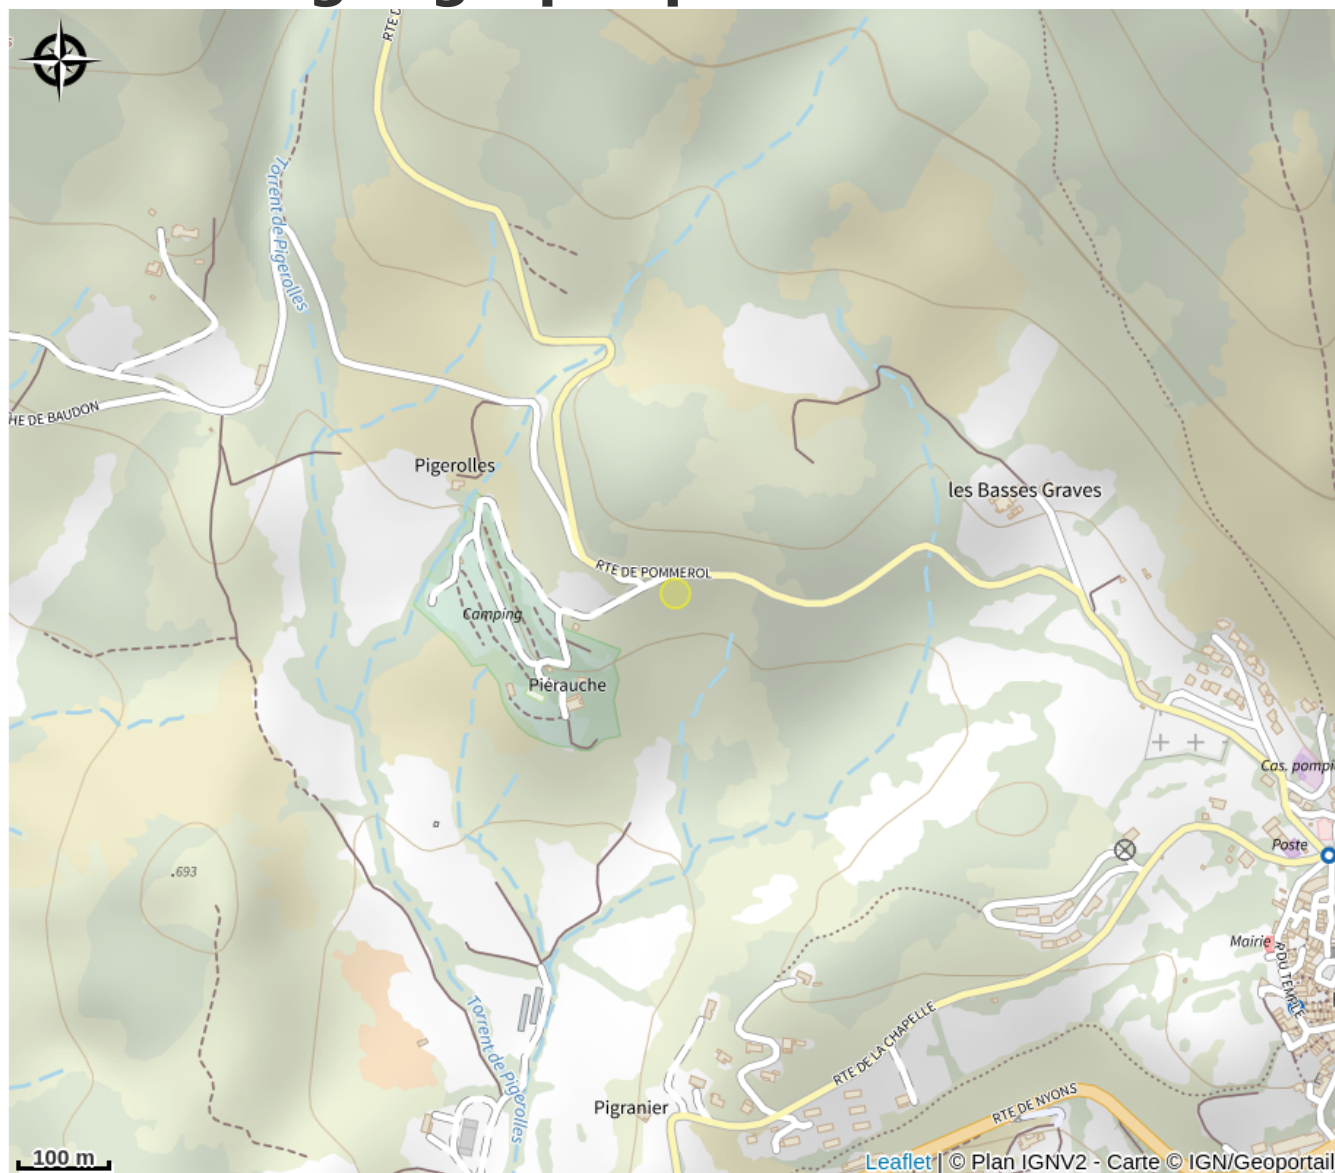 RTE D
Torrent de Pigerolles
HE DE BAUDON
Pigerolles
les Basses Graves
RTE DE POMMEROL
Camping
Piérauche
Cas. pompi
Poste
.693
Mairie
R DU TEMPLE
Torrent de Pigerolles
RTE DE LA CHAPELLE
RTE DE NYONS
Pigranier
100 m
Leaflet | © Plan IGNV2 - Carte © IGN/Geoportail